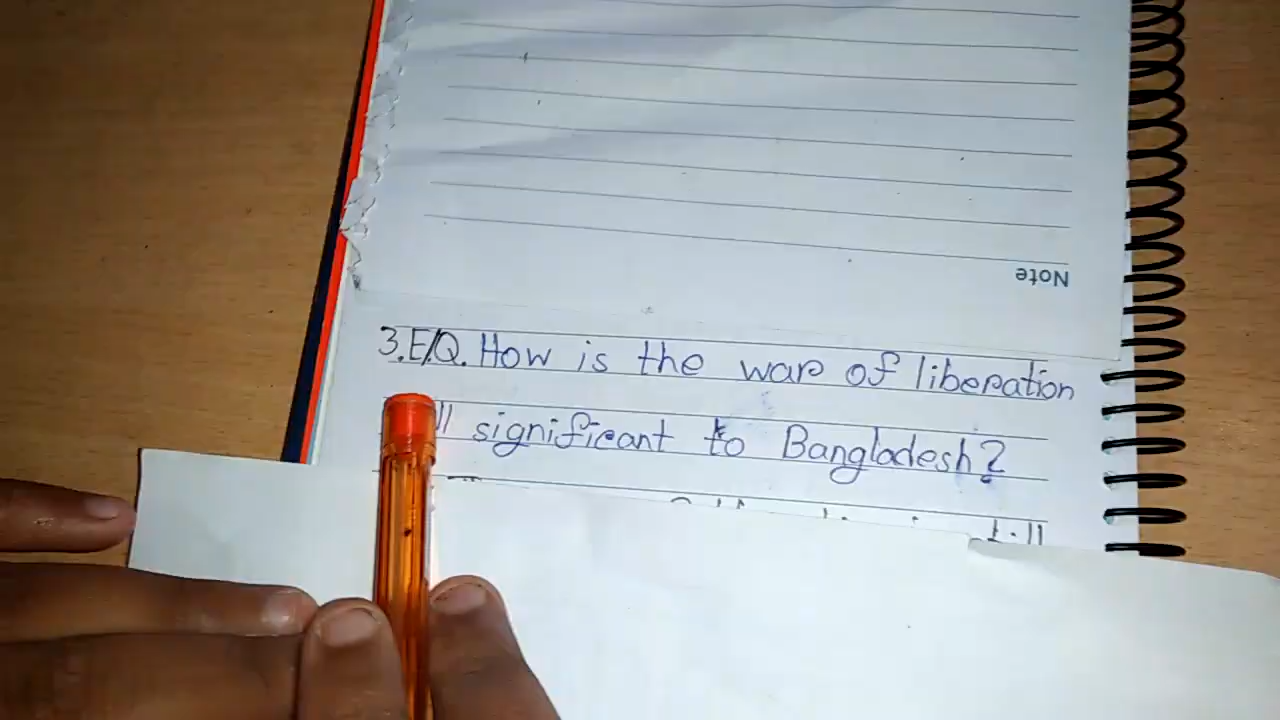 Note
3.E/Q. How is the war of liberation
significant to Bangladesh?